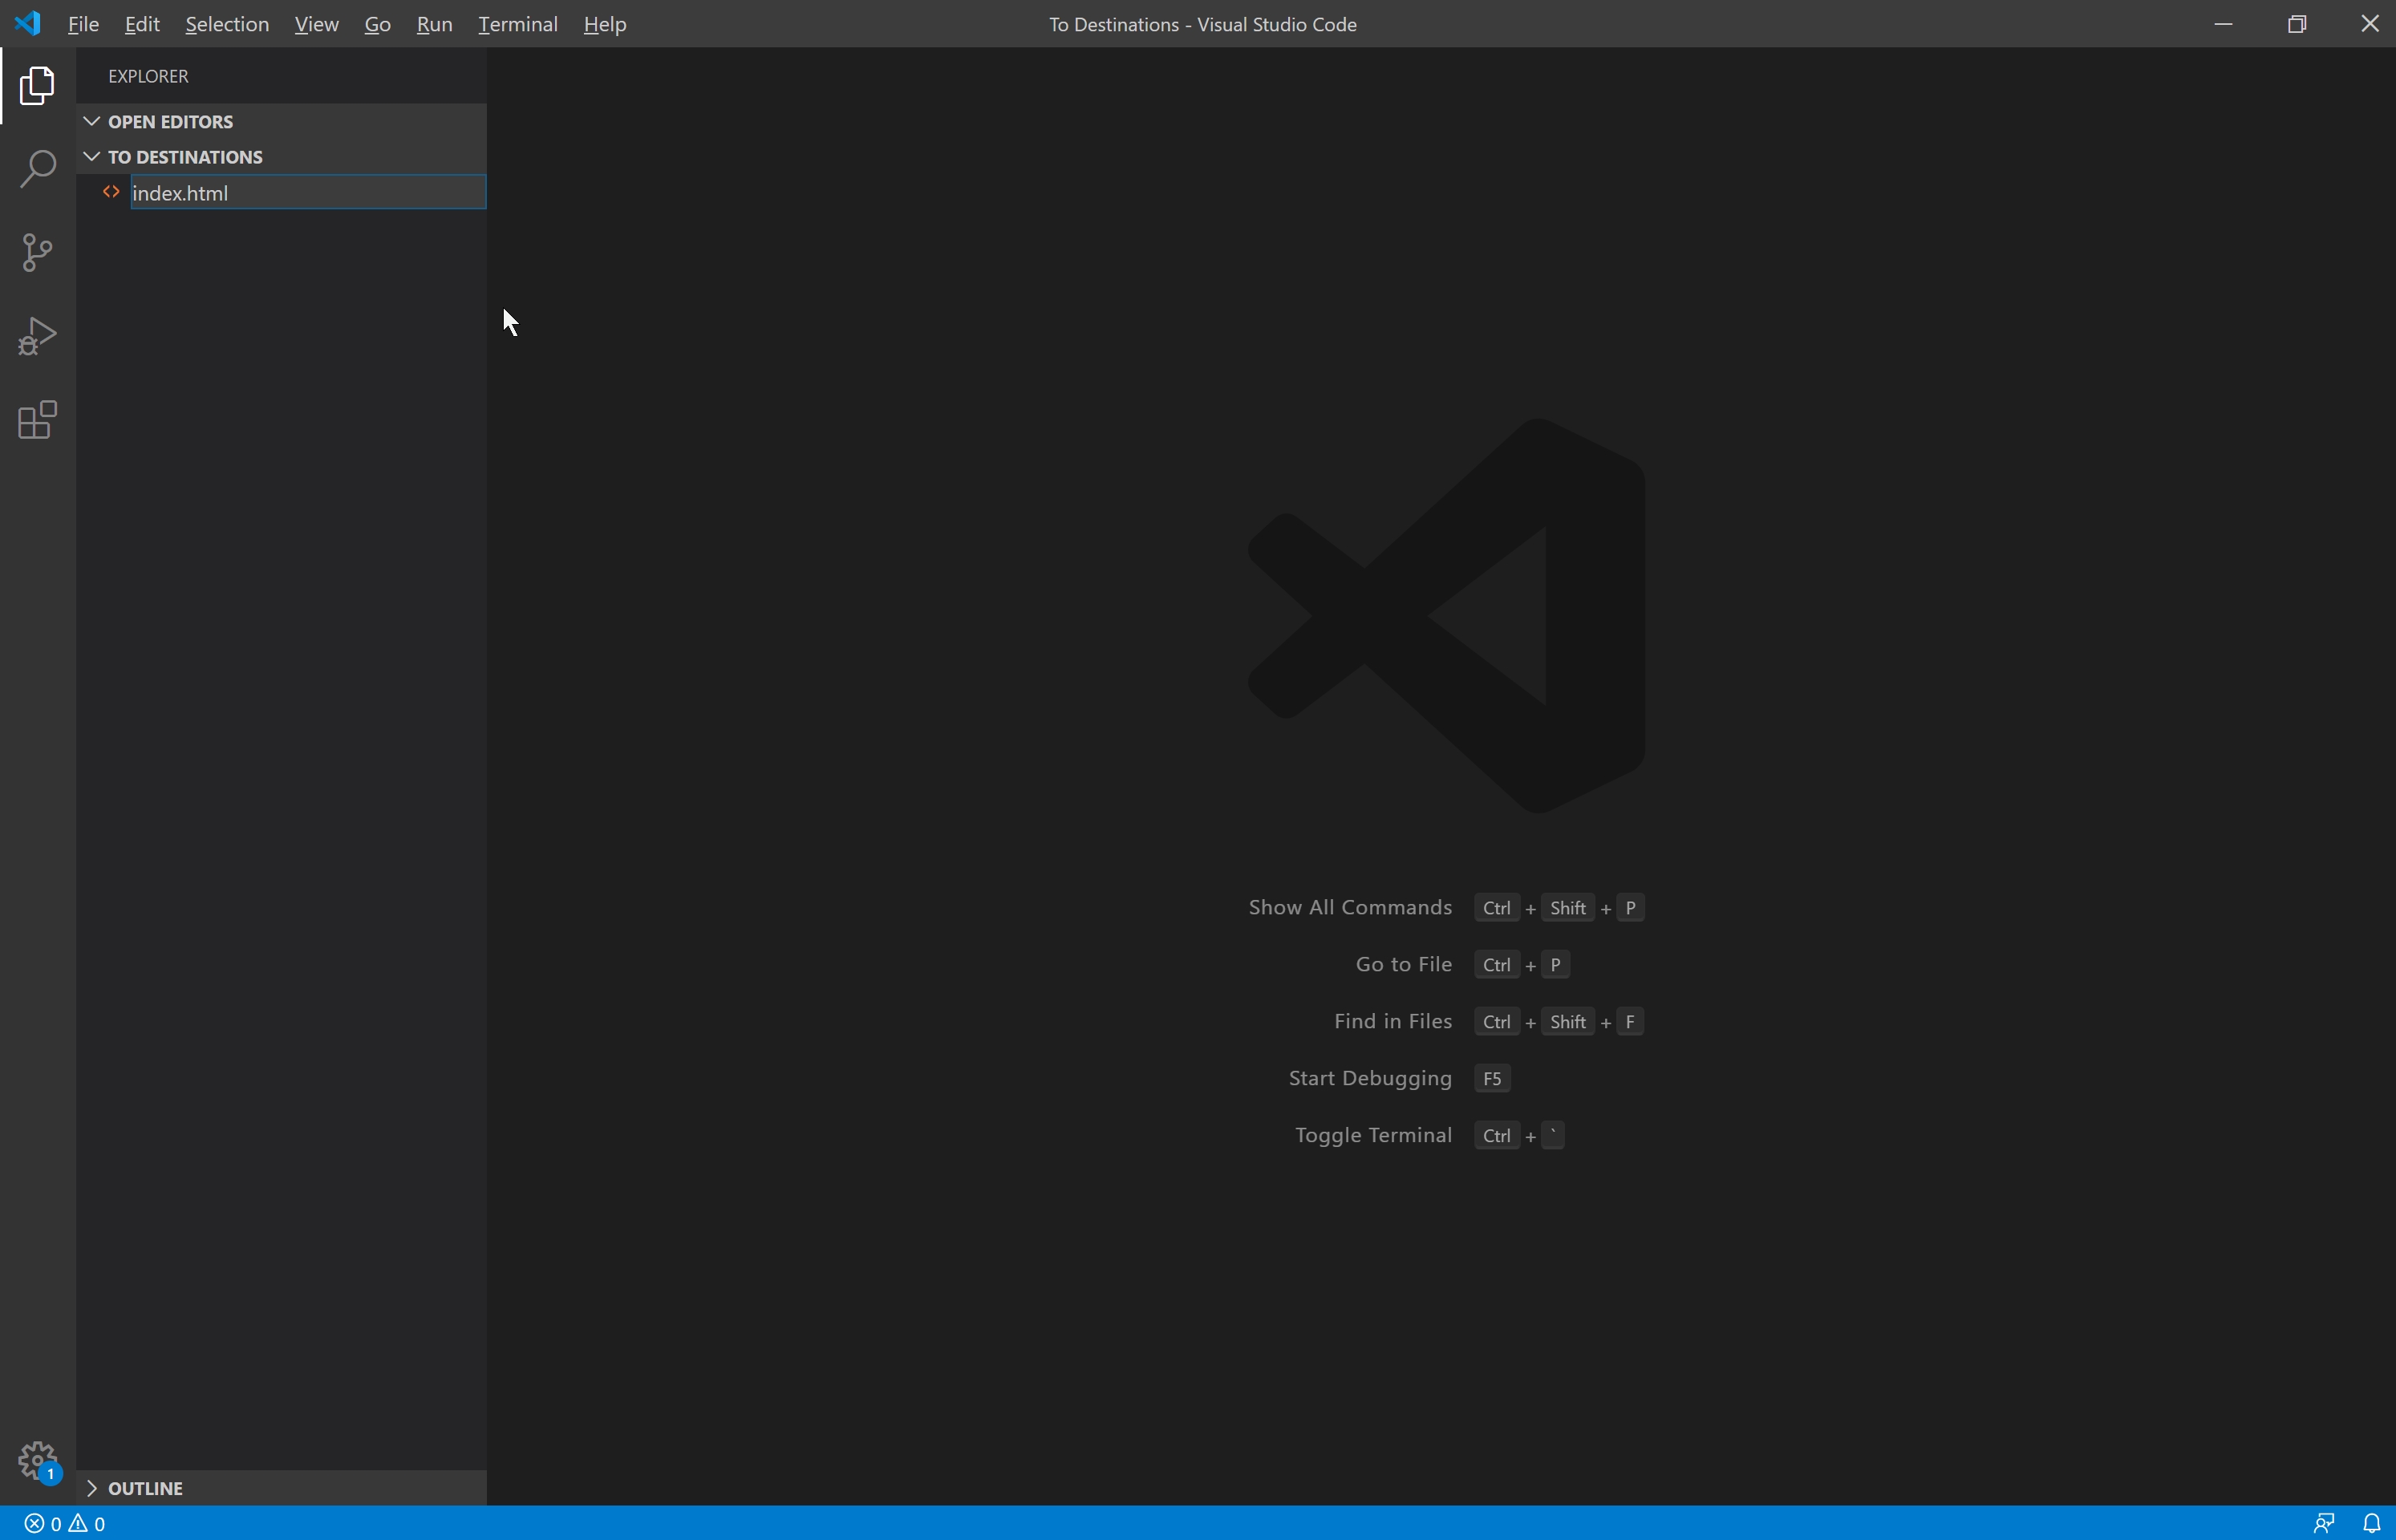 File Edit Selection View Go Run Terminal Help To Destinations - Visual Studio Code
EXPLORER
OPEN EDITORS
TO DESTINATIONS
index.html
Show All Commands Ctrl + Shift + P
Go to File Ctrl + P
Find in Files Ctrl + Shift + F
Start Debugging F5
Toggle Terminal Ctrl + `
1
OUTLINE
0 0